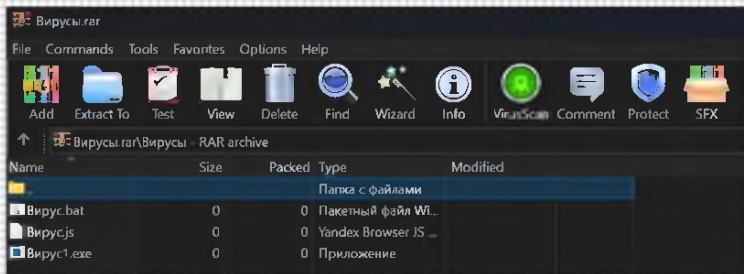 Вирусы.rar
File Commands Tools Favorites Options Help
Add Extract To Test View Delete Find Wizard Info VirusScan Comment Protect SFX
Вирусы.rar\Вирусы - RAR archive
Name Size Packed Type Modified
.. Папка с файлами
Вирус.bat 0 0 Пакетный файл Wi...
Вирус.js 0 0 Yandex Browser JS ...
Вирус1.exe 0 0 Приложение